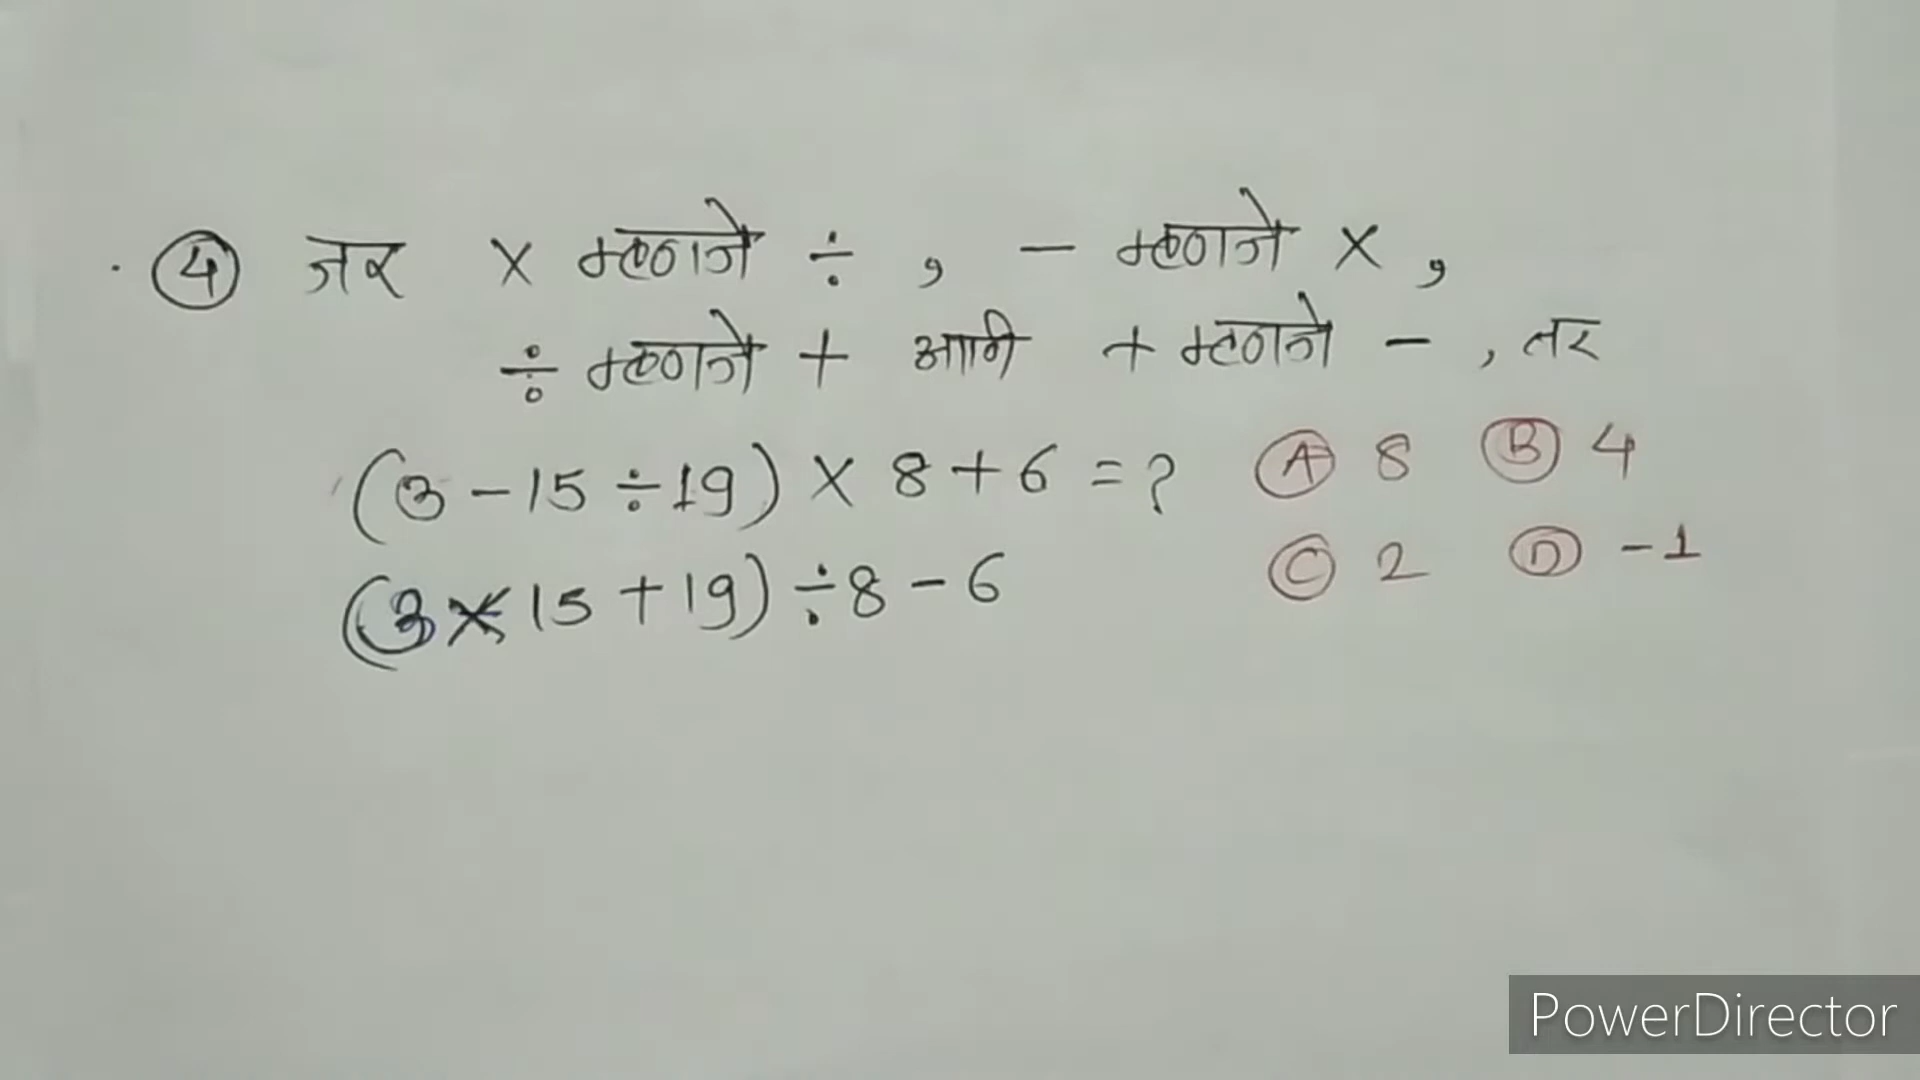 ④ जर × म्हणजे ÷ , - म्हणजे × ,
÷ म्हणजे + आणि + म्हणजे - , तर
(3 - 15 ÷ 19) × 8 + 6 = ? Ⓐ 8 Ⓑ 4
Ⓒ 2 Ⓓ -1
(3 × 15 + 19) ÷ 8 - 6
PowerDirector